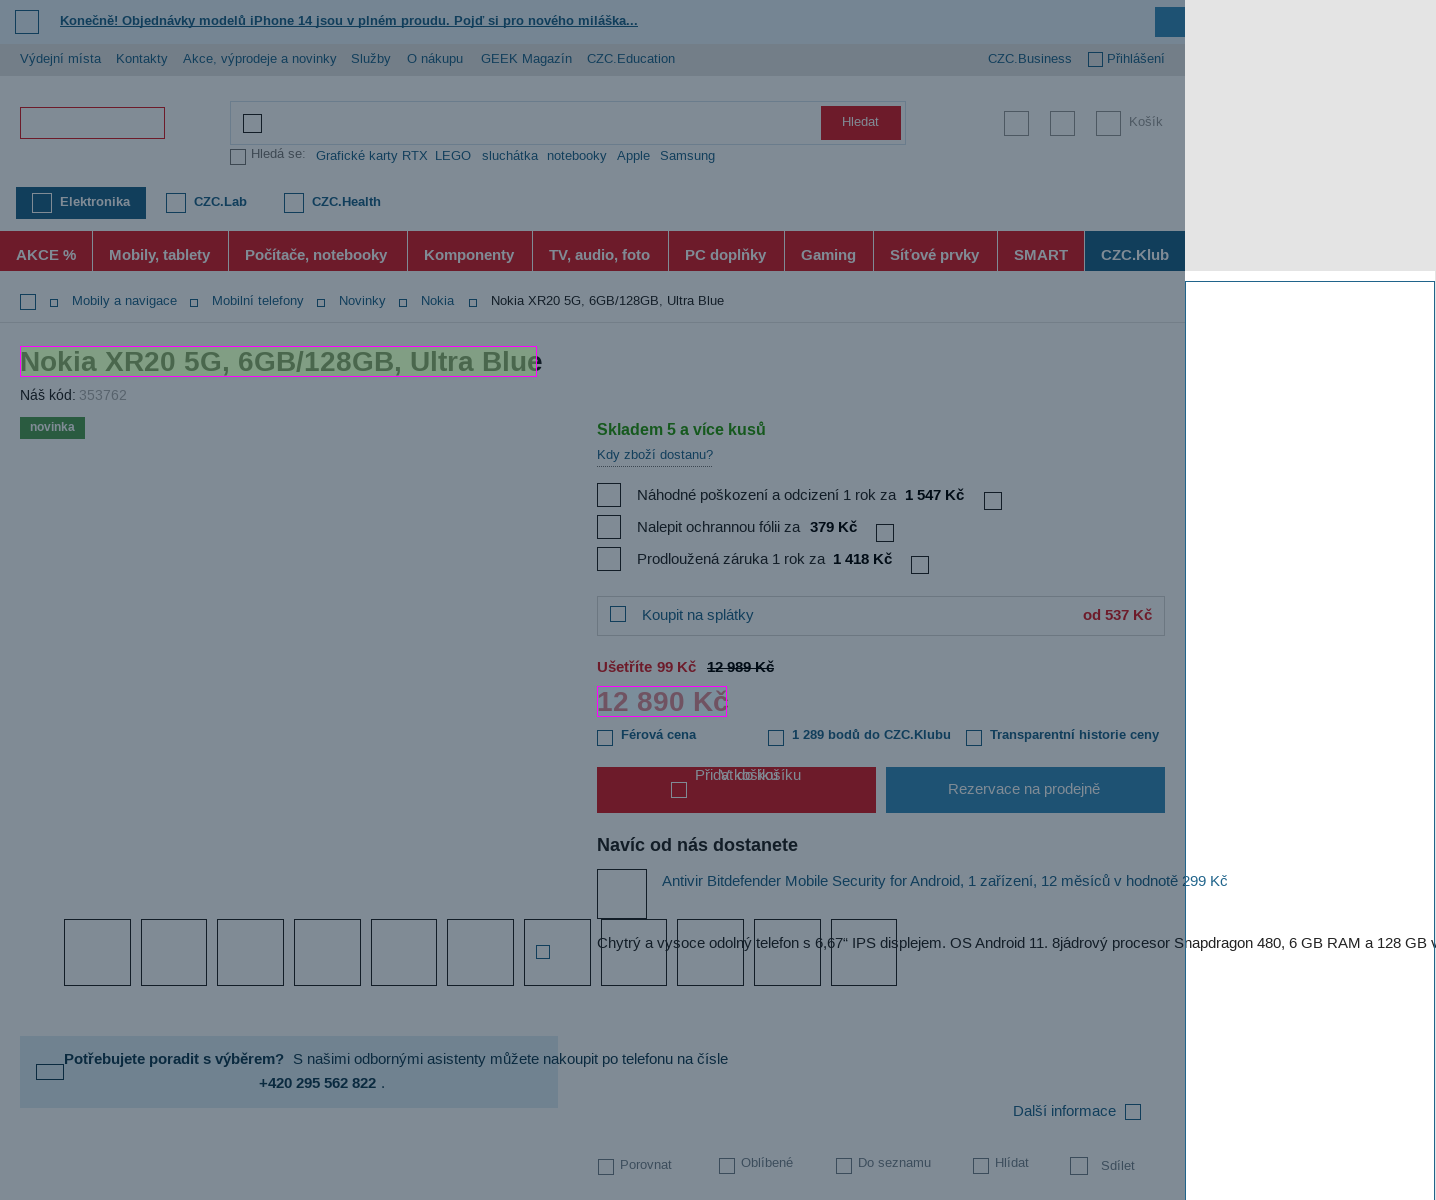 Konečně! Objednávky modelů iPhone 14 jsou v plném proudu. Pojď si pro nového miláška...
Výdejní místa Kontakty Akce, výprodeje a novinky Služby O nákupu GEEK Magazín CZC.Education CZC.Business Přihlášení
Hledat
Košík
Hledá se: Grafické karty RTX LEGO sluchátka notebooky Apple Samsung
Elektronika CZC.Lab CZC.Health
AKCE % Mobily, tablety Počítače, notebooky Komponenty TV, audio, foto PC doplňky Gaming Síťové prvky SMART CZC.Klub
Mobily a navigace Mobilní telefony Novinky Nokia Nokia XR20 5G, 6GB/128GB, Ultra Blue
Nokia XR20 5G, 6GB/128GB, Ultra Blue
Náš kód: 353762
novinka
Skladem 5 a více kusů
Kdy zboží dostanu?
Náhodné poškození a odcizení 1 rok za 1 547 Kč
Nalepit ochrannou fólii za 379 Kč
Prodloužená záruka 1 rok za 1 418 Kč
Koupit na splátky od 537 Kč
Ušetříte 99 Kč 12 989 Kč
12 890 Kč
Férová cena 1 289 bodů do CZC.Klubu Transparentní historie ceny
Přidat do košíku V košíku
Rezervace na prodejně
Navíc od nás dostanete
Antivir Bitdefender Mobile Security for Android, 1 zařízení, 12 měsíců v hodnotě 299 Kč
Chytrý a vysoce odolný telefon s 6,67“ IPS displejem. OS Android 11. 8jádrový procesor Snapdragon 480, 6 GB RAM a 128 GB v
Potřebujete poradit s výběrem? S našimi odbornými asistenty můžete nakoupit po telefonu na čísle
+420 295 562 822 .
Další informace
Porovnat Oblíbené Do seznamu Hlídat Sdílet